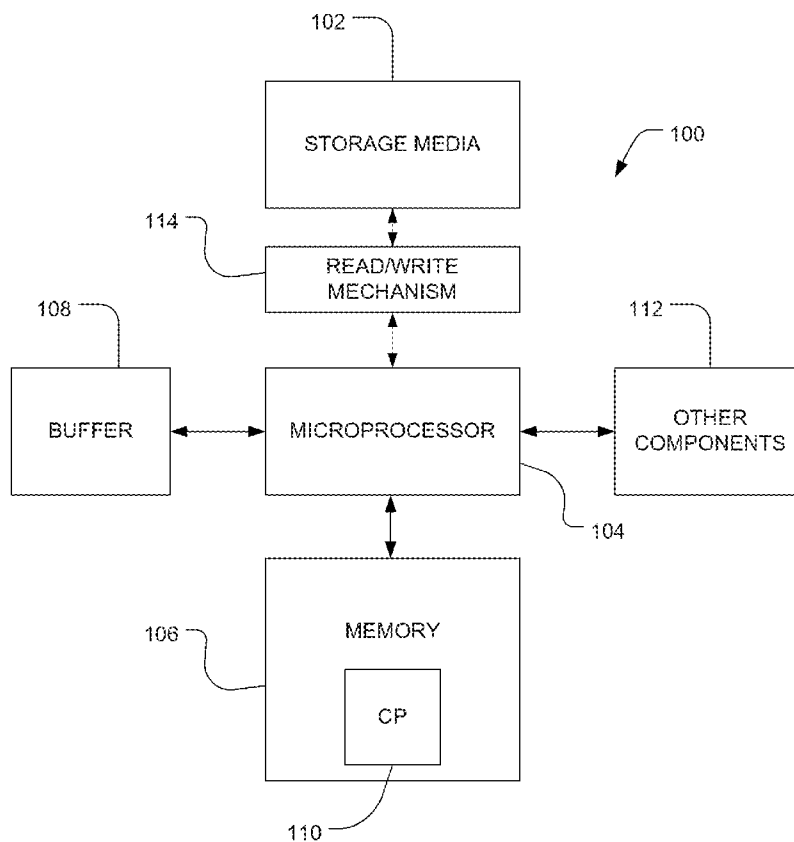 102
STORAGE MEDIA
100
114
READ/WRITE
MECHANISM
108
112
BUFFER
MICROPROCESSOR
OTHER
COMPONENTS
104
106
MEMORY
CP
110